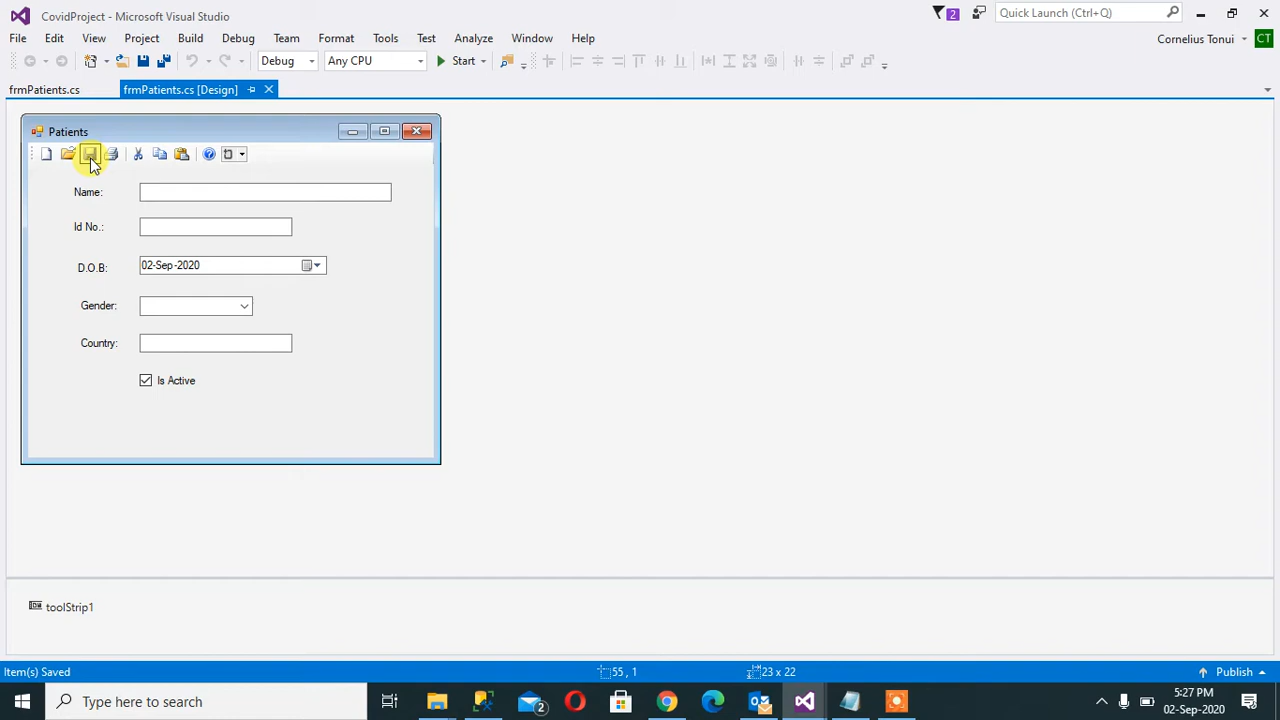 CovidProject - Microsoft Visual Studio
2
Quick Launch (Ctrl+Q)
File Edit View Project Build Debug Team Format Tools Test Analyze Window Help
Cornelius Tonui CT
Debug Any CPU Start
frmPatients.cs frmPatients.cs [Design]
Patients
Name:
Id No.:
D.O.B: 02-Sep-2020
Gender:
Country:
Is Active
toolStrip1
Item(s) Saved 55 , 1 23 x 22 Publish
Type here to search
2
5:27 PM
02-Sep-2020